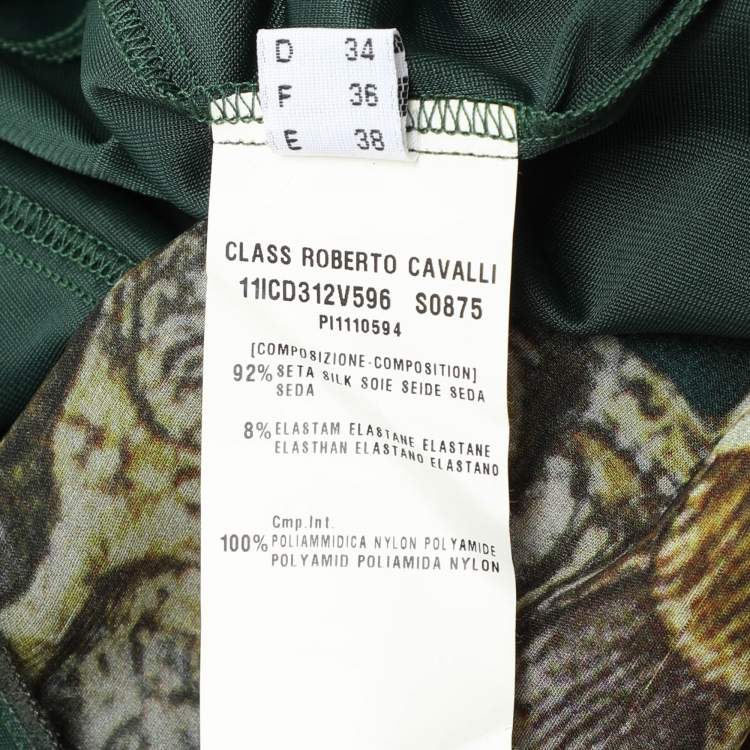 D 34
F 36
E 38
CLASS ROBERTO CAVALLI
11ICD312V596 S0875
PI1110594
[COMPOSIZIONE-COMPOSITION]
92% SETA SILK SOIE SEIDE SEDA
SEDA
8% ELASTAM ELASTANE ELASTANE
ELASTHAN ELASTANO ELASTANO
Cmp.Int.
100% POLIAMMIDICA NYLON POLYAMIDE
POLYAMID POLIAMIDA NYLON